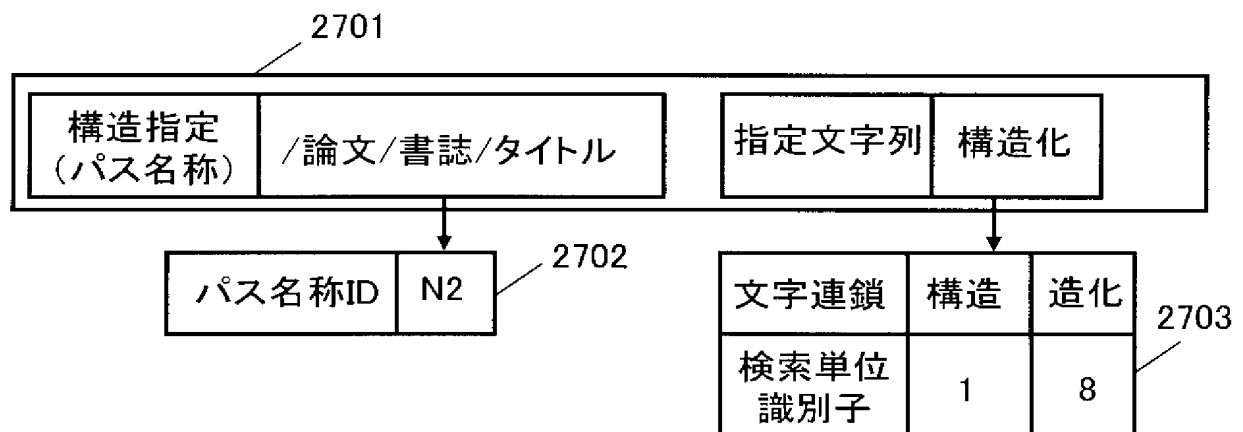 2701
構造指定
(パス名称)
/論文/書誌/タイトル
指定文字列
構造化
パス名称ID
N2
2702
文字連鎖
構造
造化
2703
検索単位
識別子
1
8